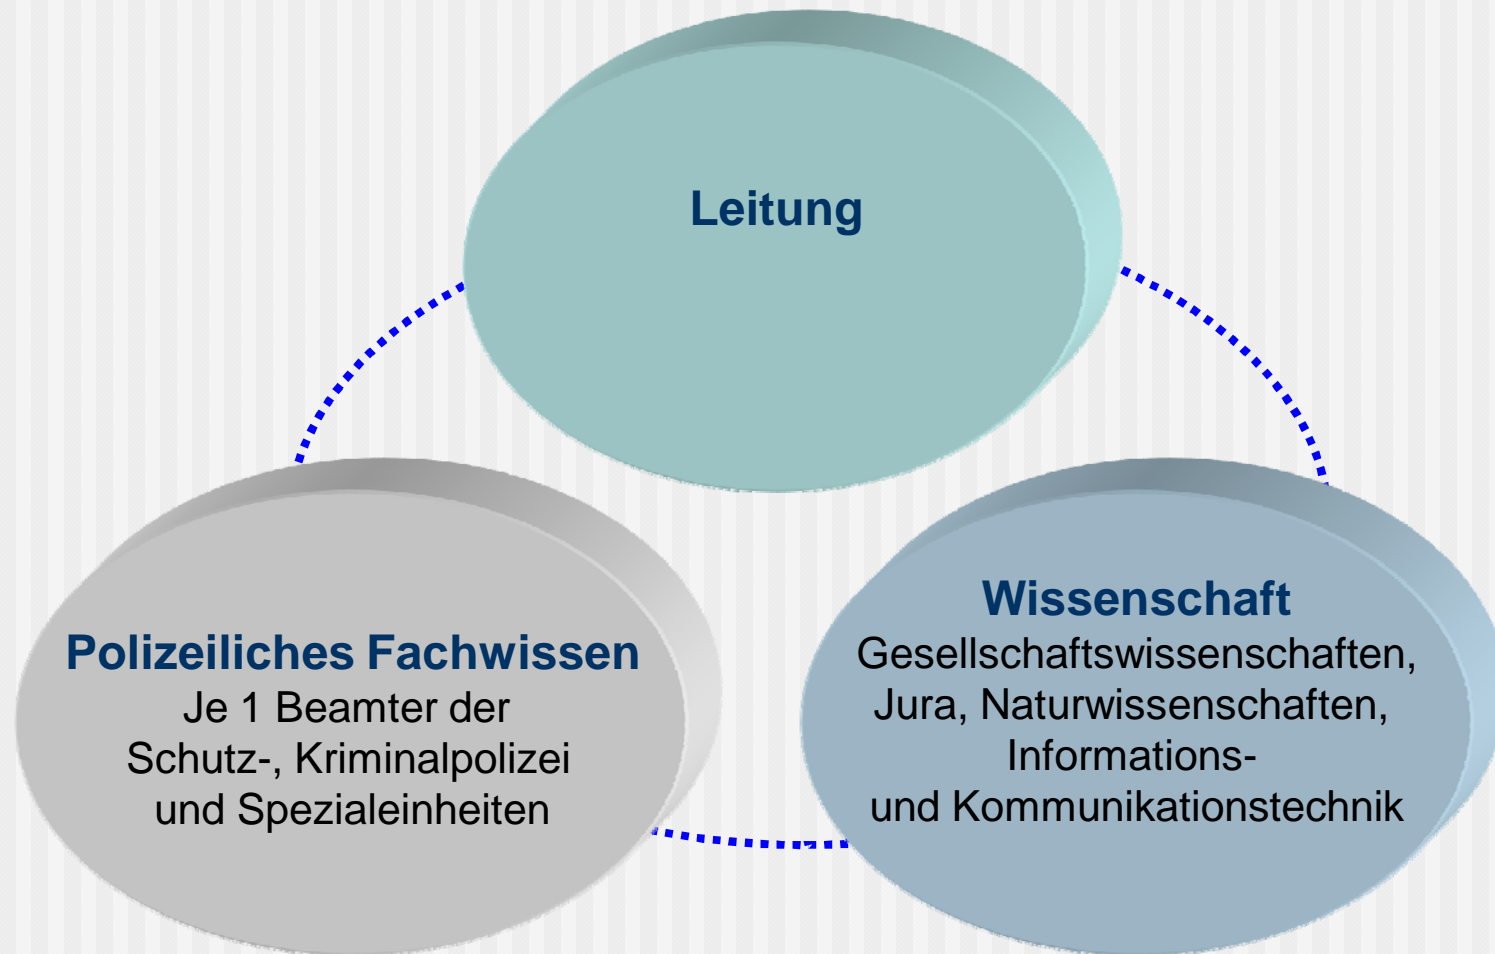 Leitung
Polizeiliches Fachwissen
Je 1 Beamter der
Schutz-, Kriminalpolizei
und Spezialeinheiten
Wissenschaft
Gesellschaftswissenschaften,
Jura, Naturwissenschaften,
Informations-
und Kommunikationstechnik